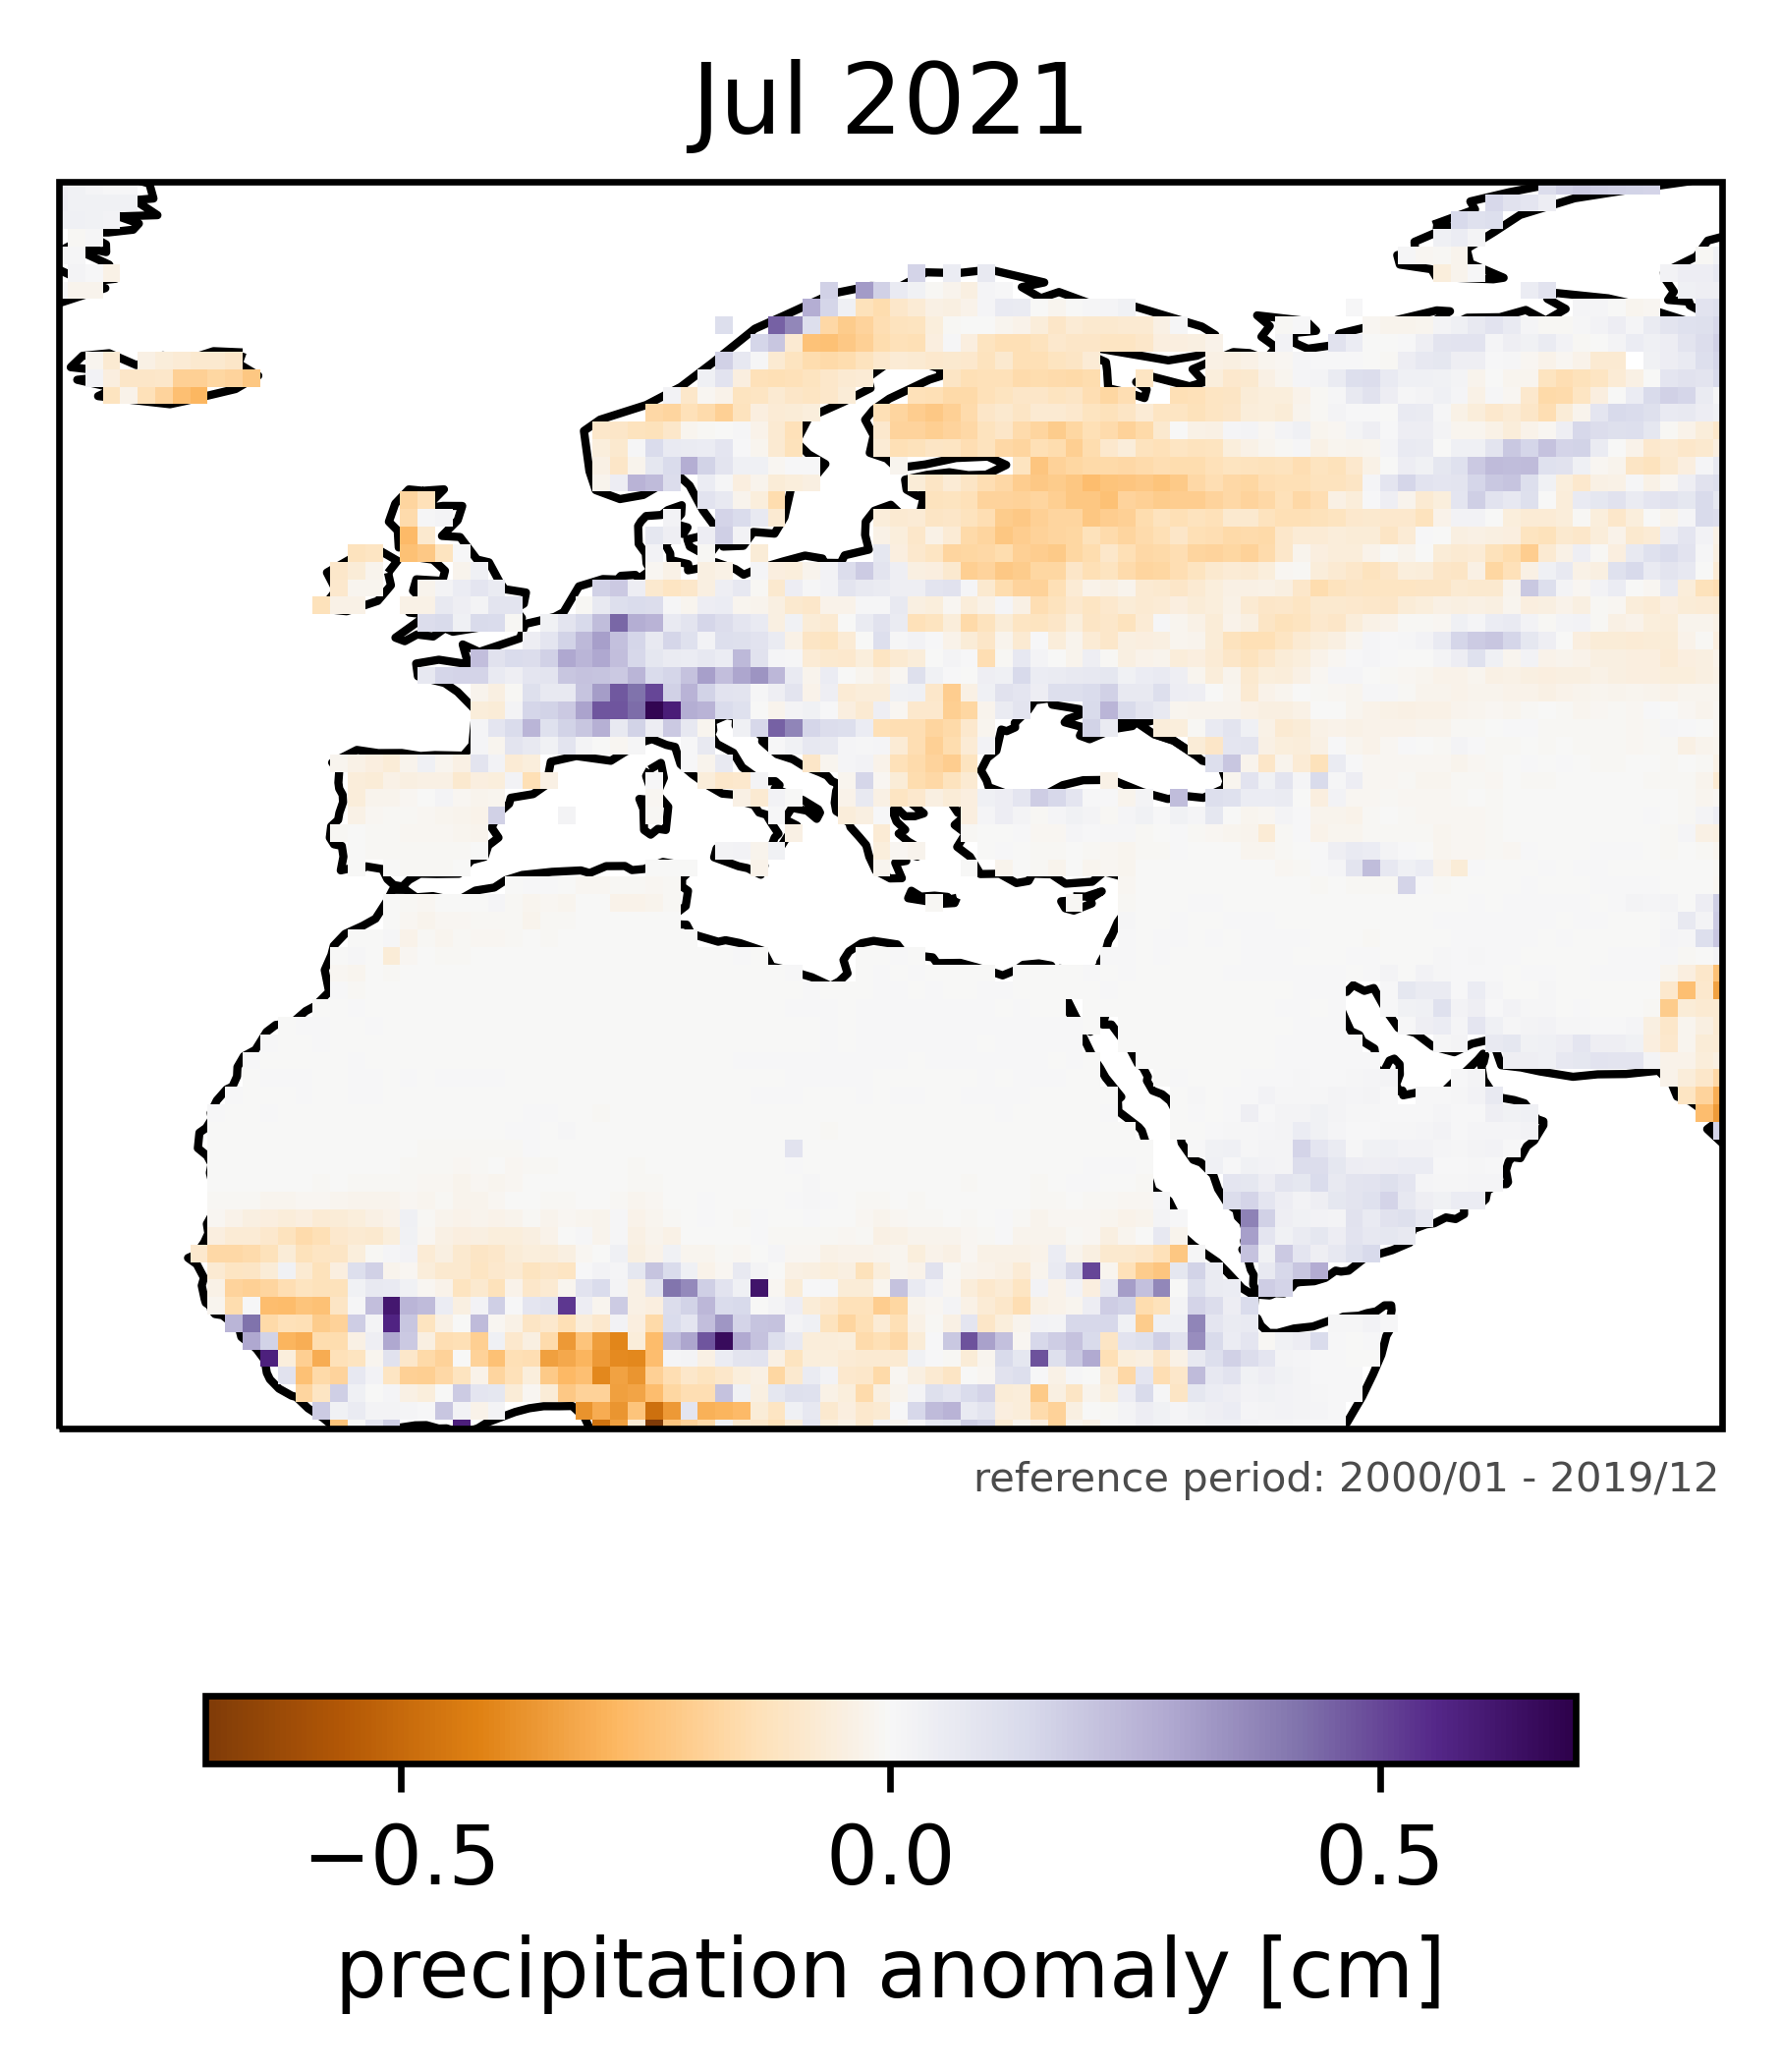 Jul 2021
reference period: 2000/01 - 2019/12
−0.5 0.0 0.5
precipitation anomaly [cm]